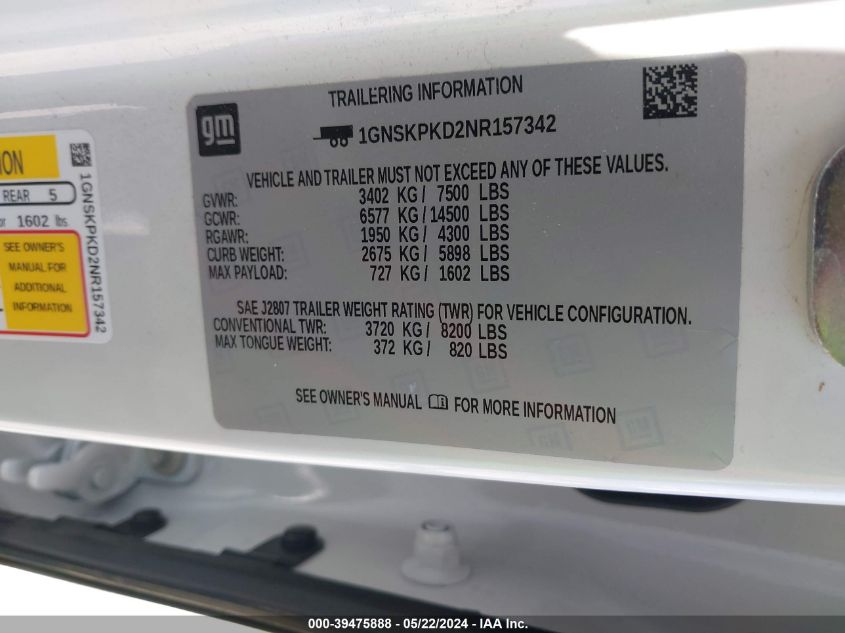 TRAILERING INFORMATION
gm
1GNSKPKD2NR157342
VEHICLE AND TRAILER MUST NOT EXCEED ANY OF THESE VALUES.
GVWR: 3402 KG / 7500 LBS
GCWR: 6577 KG / 14500 LBS
RGAWR: 1950 KG / 4300 LBS
CURB WEIGHT: 2675 KG / 5898 LBS
MAX PAYLOAD: 727 KG / 1602 LBS
SAE J2807 TRAILER WEIGHT RATING (TWR) FOR VEHICLE CONFIGURATION.
CONVENTIONAL TWR: 3720 KG / 8200 LBS
MAX TONGUE WEIGHT: 372 KG / 820 LBS
SEE OWNER'S MANUAL FOR MORE INFORMATION
REAR 5
1602 lbs
SEE OWNER'S
MANUAL FOR
ADDITIONAL
INFORMATION
1GNSKPKD2NR157342
000-39475888 - 05/22/2024 - IAA Inc.